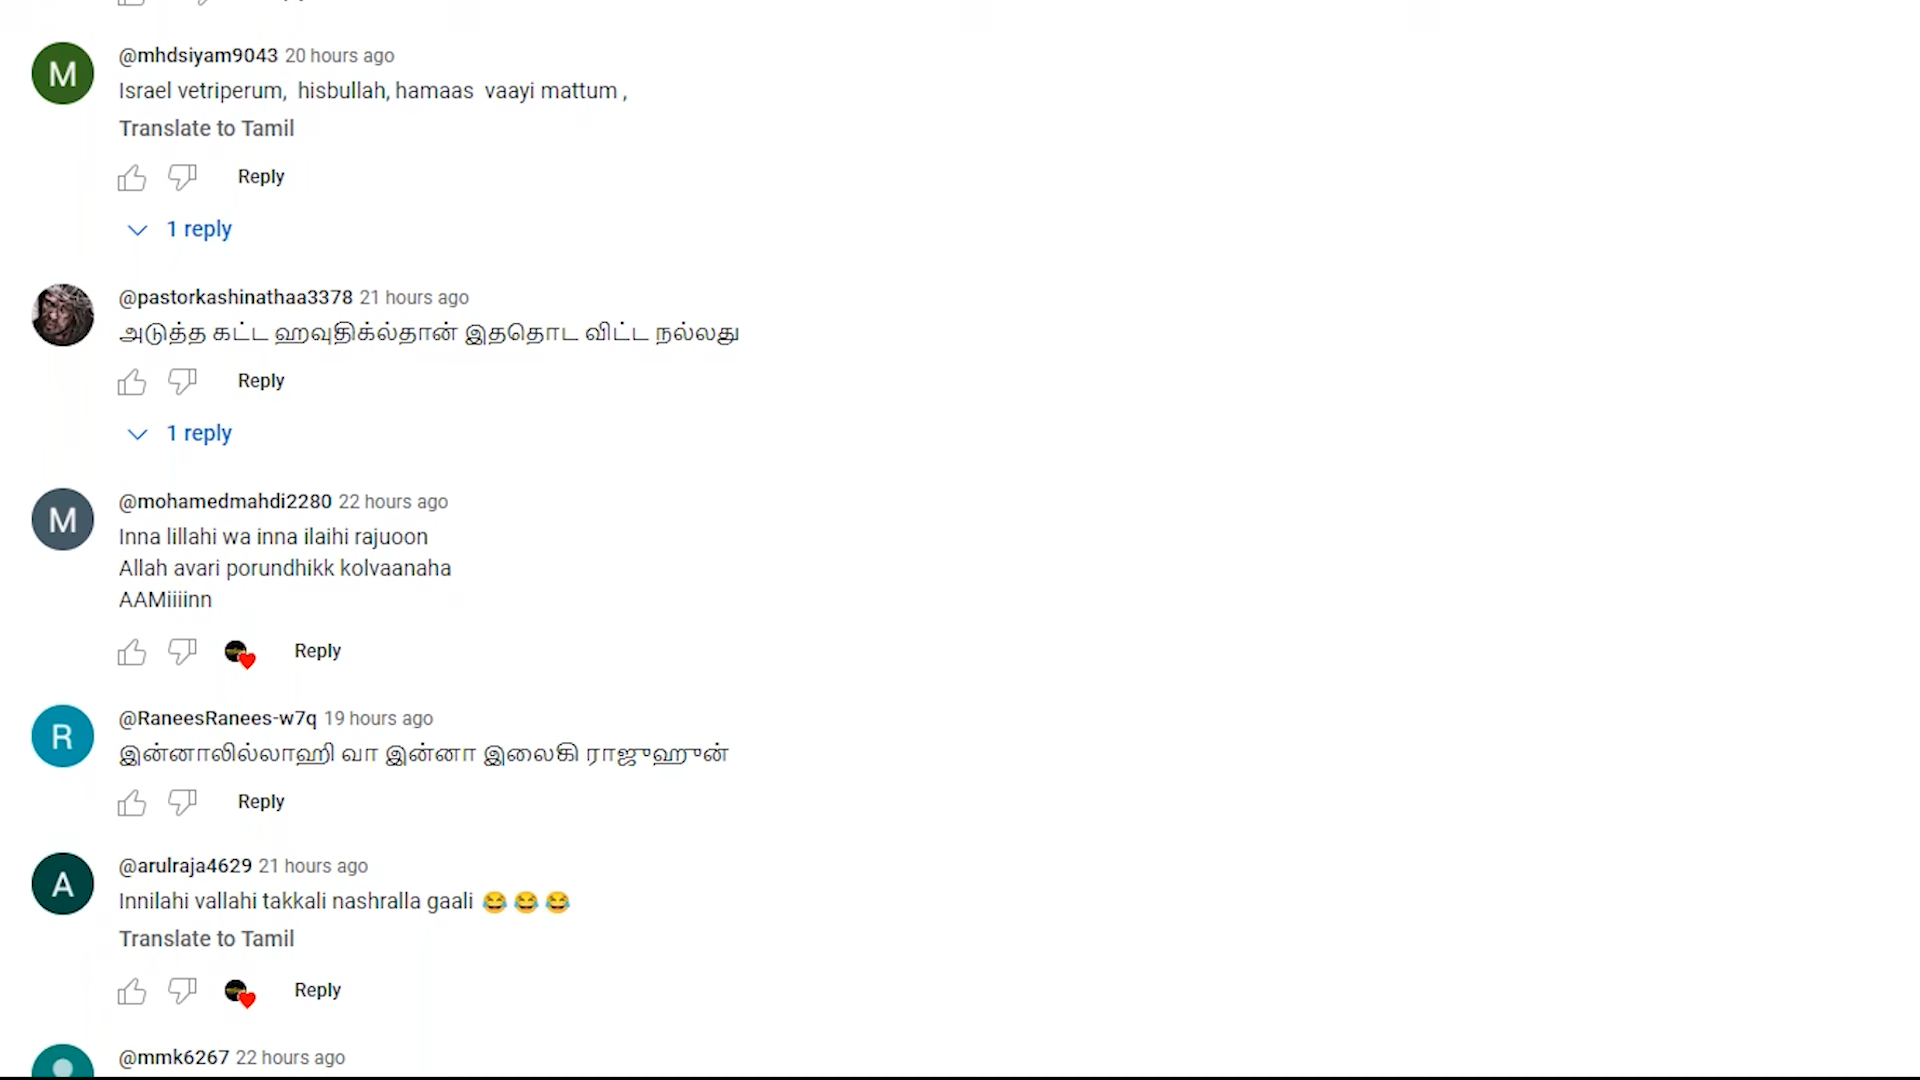 @mhdsiyam9043 20 hours ago
Israel vetriperum, hisbullah, hamaas vaayi mattum ,
Translate to Tamil
Reply
1 reply
@pastorkashinathaa3378 21 hours ago
அடுத்த கட்ட ஹவுதிக்ல்தான் இததொட விட்ட நல்லது
Reply
1 reply
@mohamedmahdi2280 22 hours ago
Inna lillahi wa inna ilaihi rajuoon
Allah avari porundhikk kolvaanaha
AAMiiiinn
Reply
@RaneesRanees-w7q 19 hours ago
இன்னாலில்லாஹி வா இன்னா இலைகி ராஜுஹுன்
Reply
@arulraja4629 21 hours ago
Innilahi vallahi takkali nashralla gaali 😂 😂 😂
Translate to Tamil
Reply
@mmk6267 22 hours ago